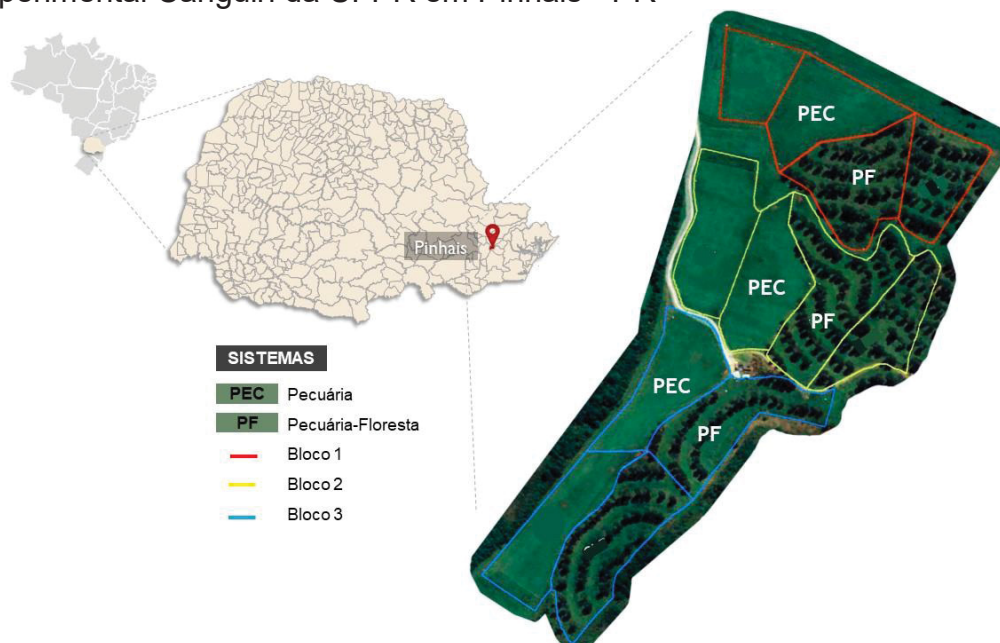 PEC
PF
PEC
PF
Pinhais
PEC
PF
SISTEMAS
PEC Pecuária
PF Pecuária-Floresta
Bloco 1
Bloco 2
Bloco 3